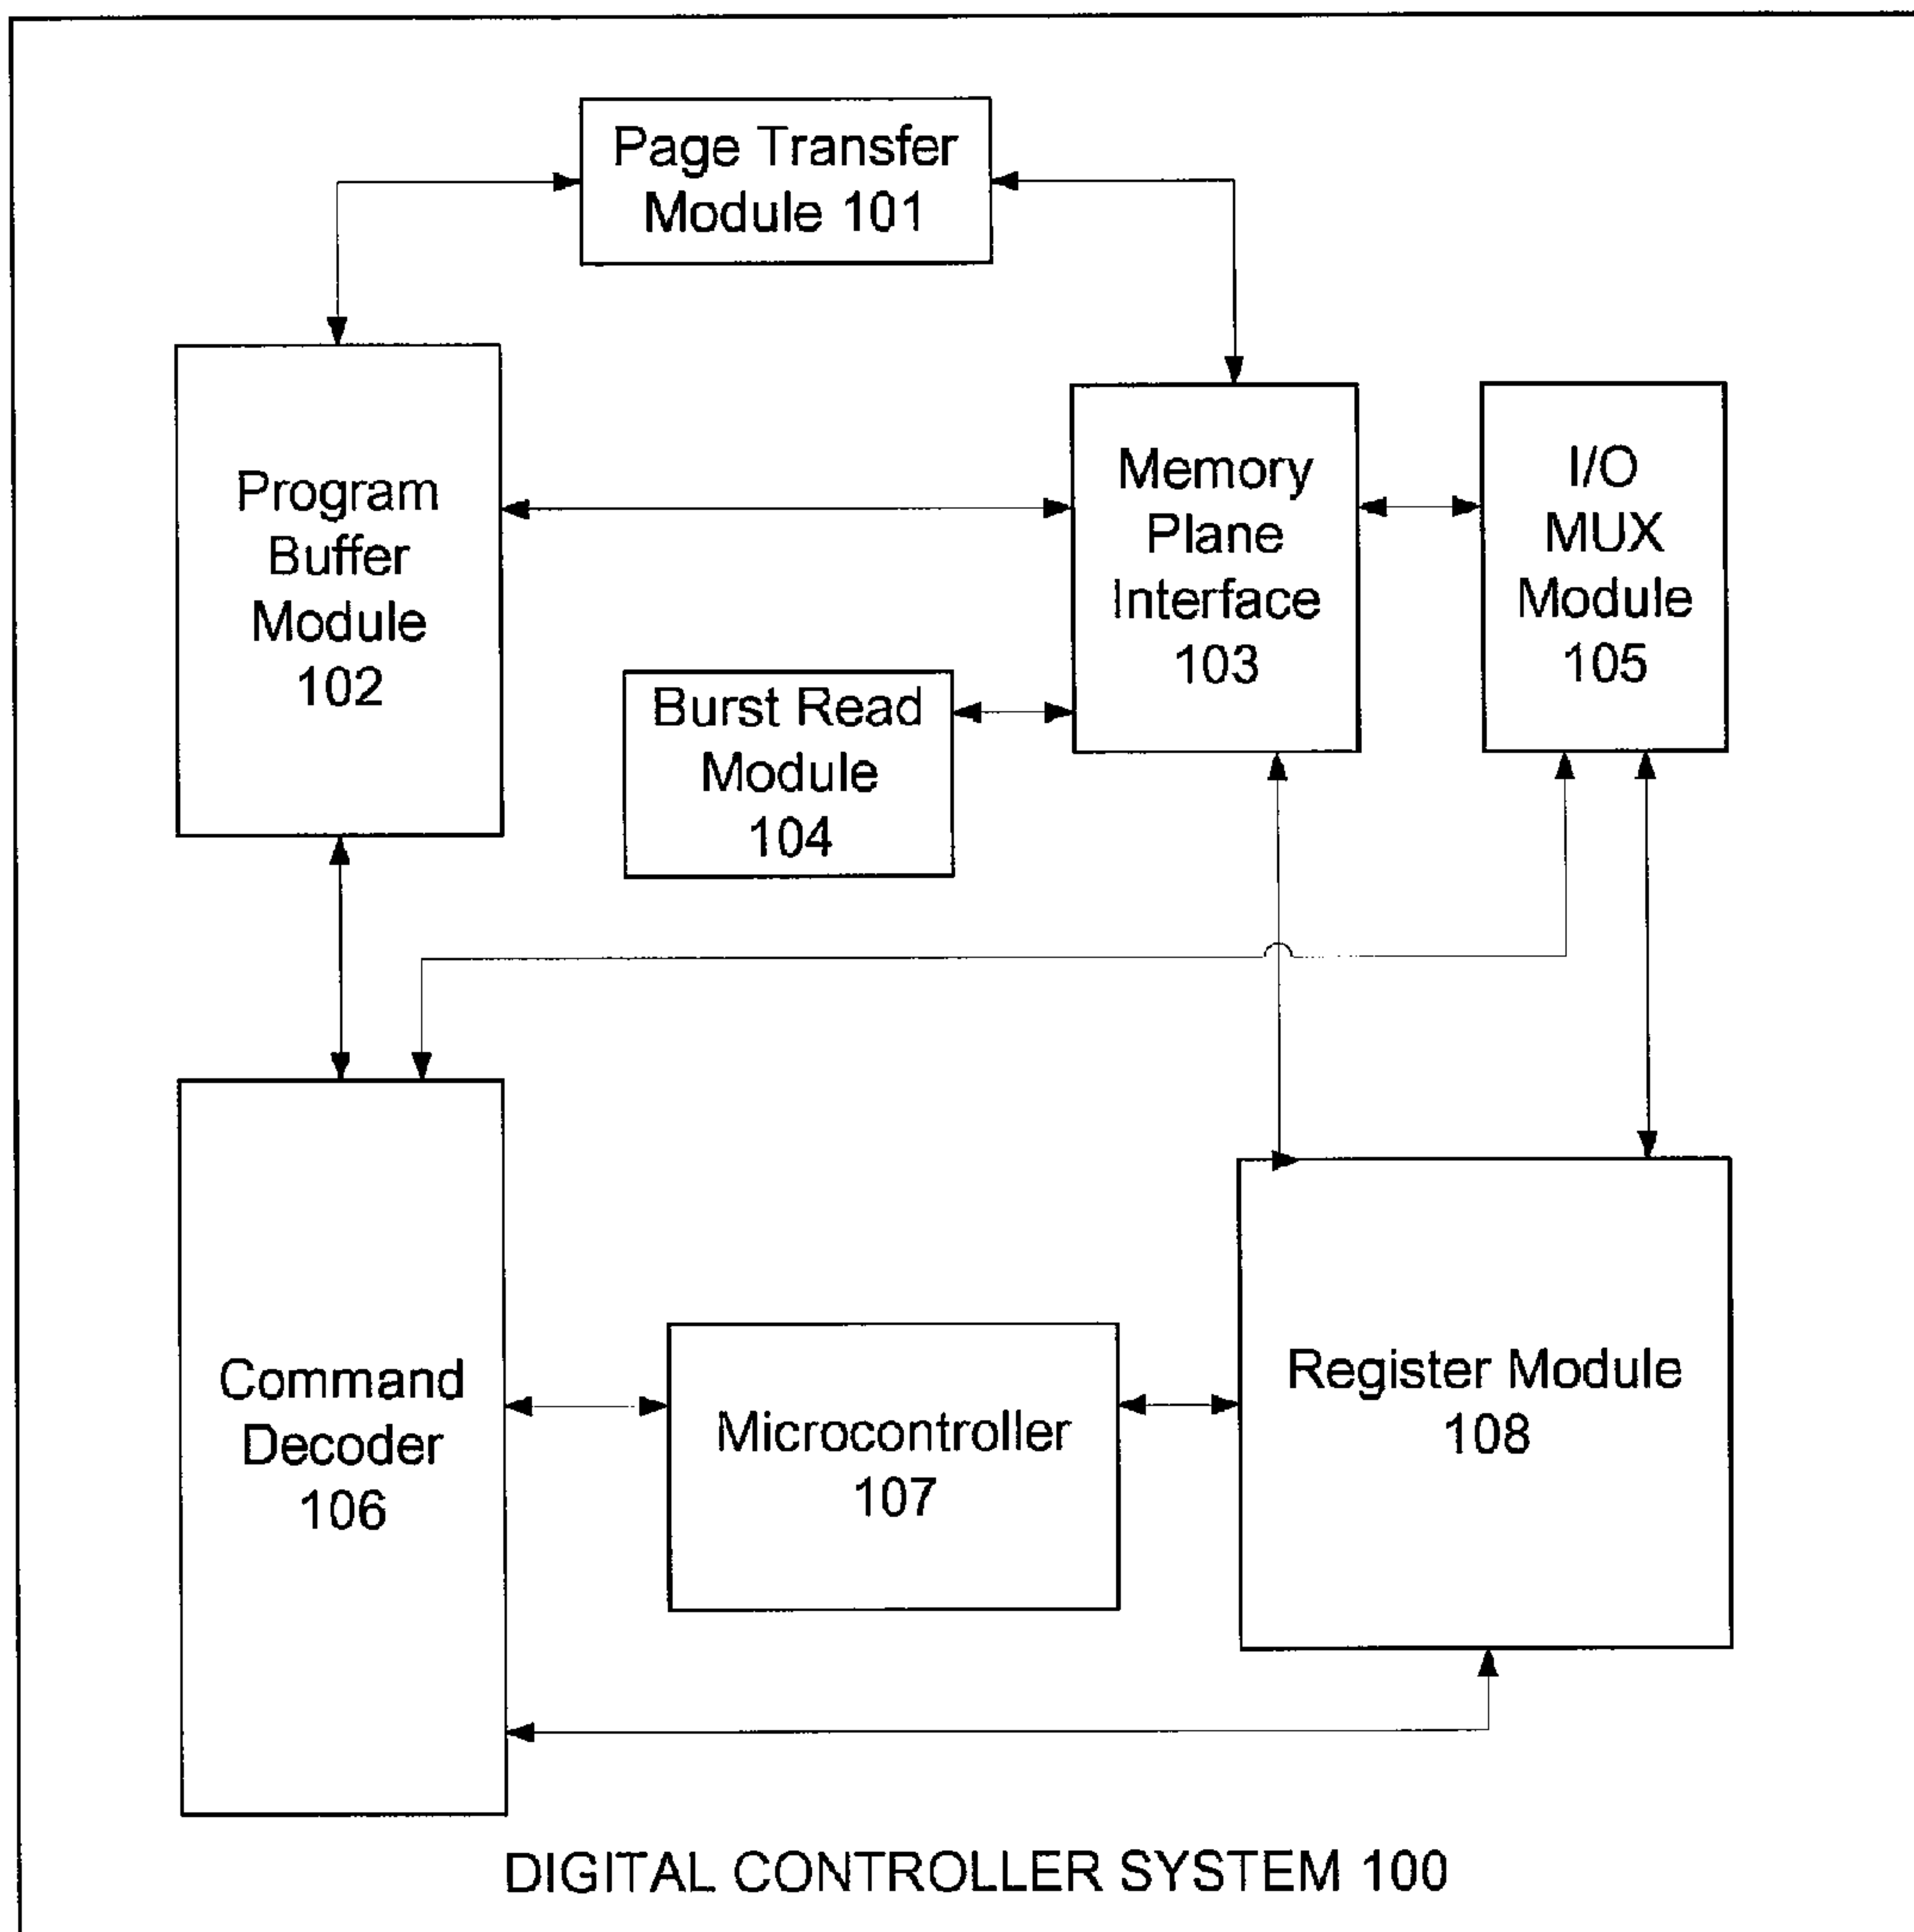 Page Transfer
Module 101
Program
Buffer
Module
102
Memory
Plane
Interface
103
I/O
MUX
Module
105
Burst Read
Module
104
Command
Decoder
106
Microcontroller
107
Register Module
108
DIGITAL CONTROLLER SYSTEM 100